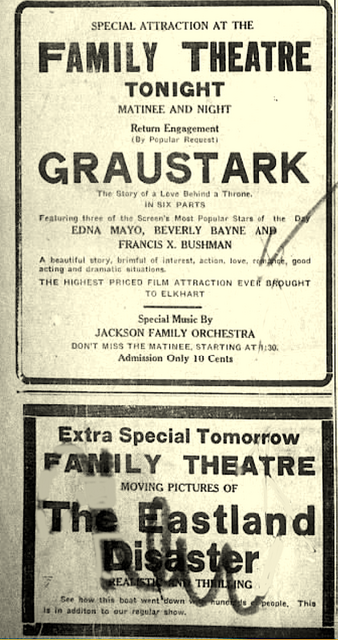 SPECIAL ATTRACTION AT THE
FAMILY THEATRE
TONIGHT
MATINEE AND NIGHT
Return Engagement
(By Popular Request)
GRAUSTARK
The Story of a Love Behind a Throne.
IN SIX PARTS
Featuring three of the Screen's Most Popular Stars of the Day
EDNA MAYO, BEVERLY BAYNE AND
FRANCIS X. BUSHMAN
A beautiful story, brimful of interest, action, love, romance, good
acting and dramatic situations.
THE HIGHEST PRICED FILM ATTRACTION EVER BROUGHT
TO ELKHART
Special Music By
JACKSON FAMILY ORCHESTRA
DON'T MISS THE MATINEE, STARTING AT 1:30.
Admission Only 10 Cents
Extra Special Tomorrow
FAMILY THEATRE
MOVING PICTURES OF
The Eastland
Disaster
REALISTIC AND THRILLING
See how this boat went down with hundreds of people. This
is in additon to our regular show.